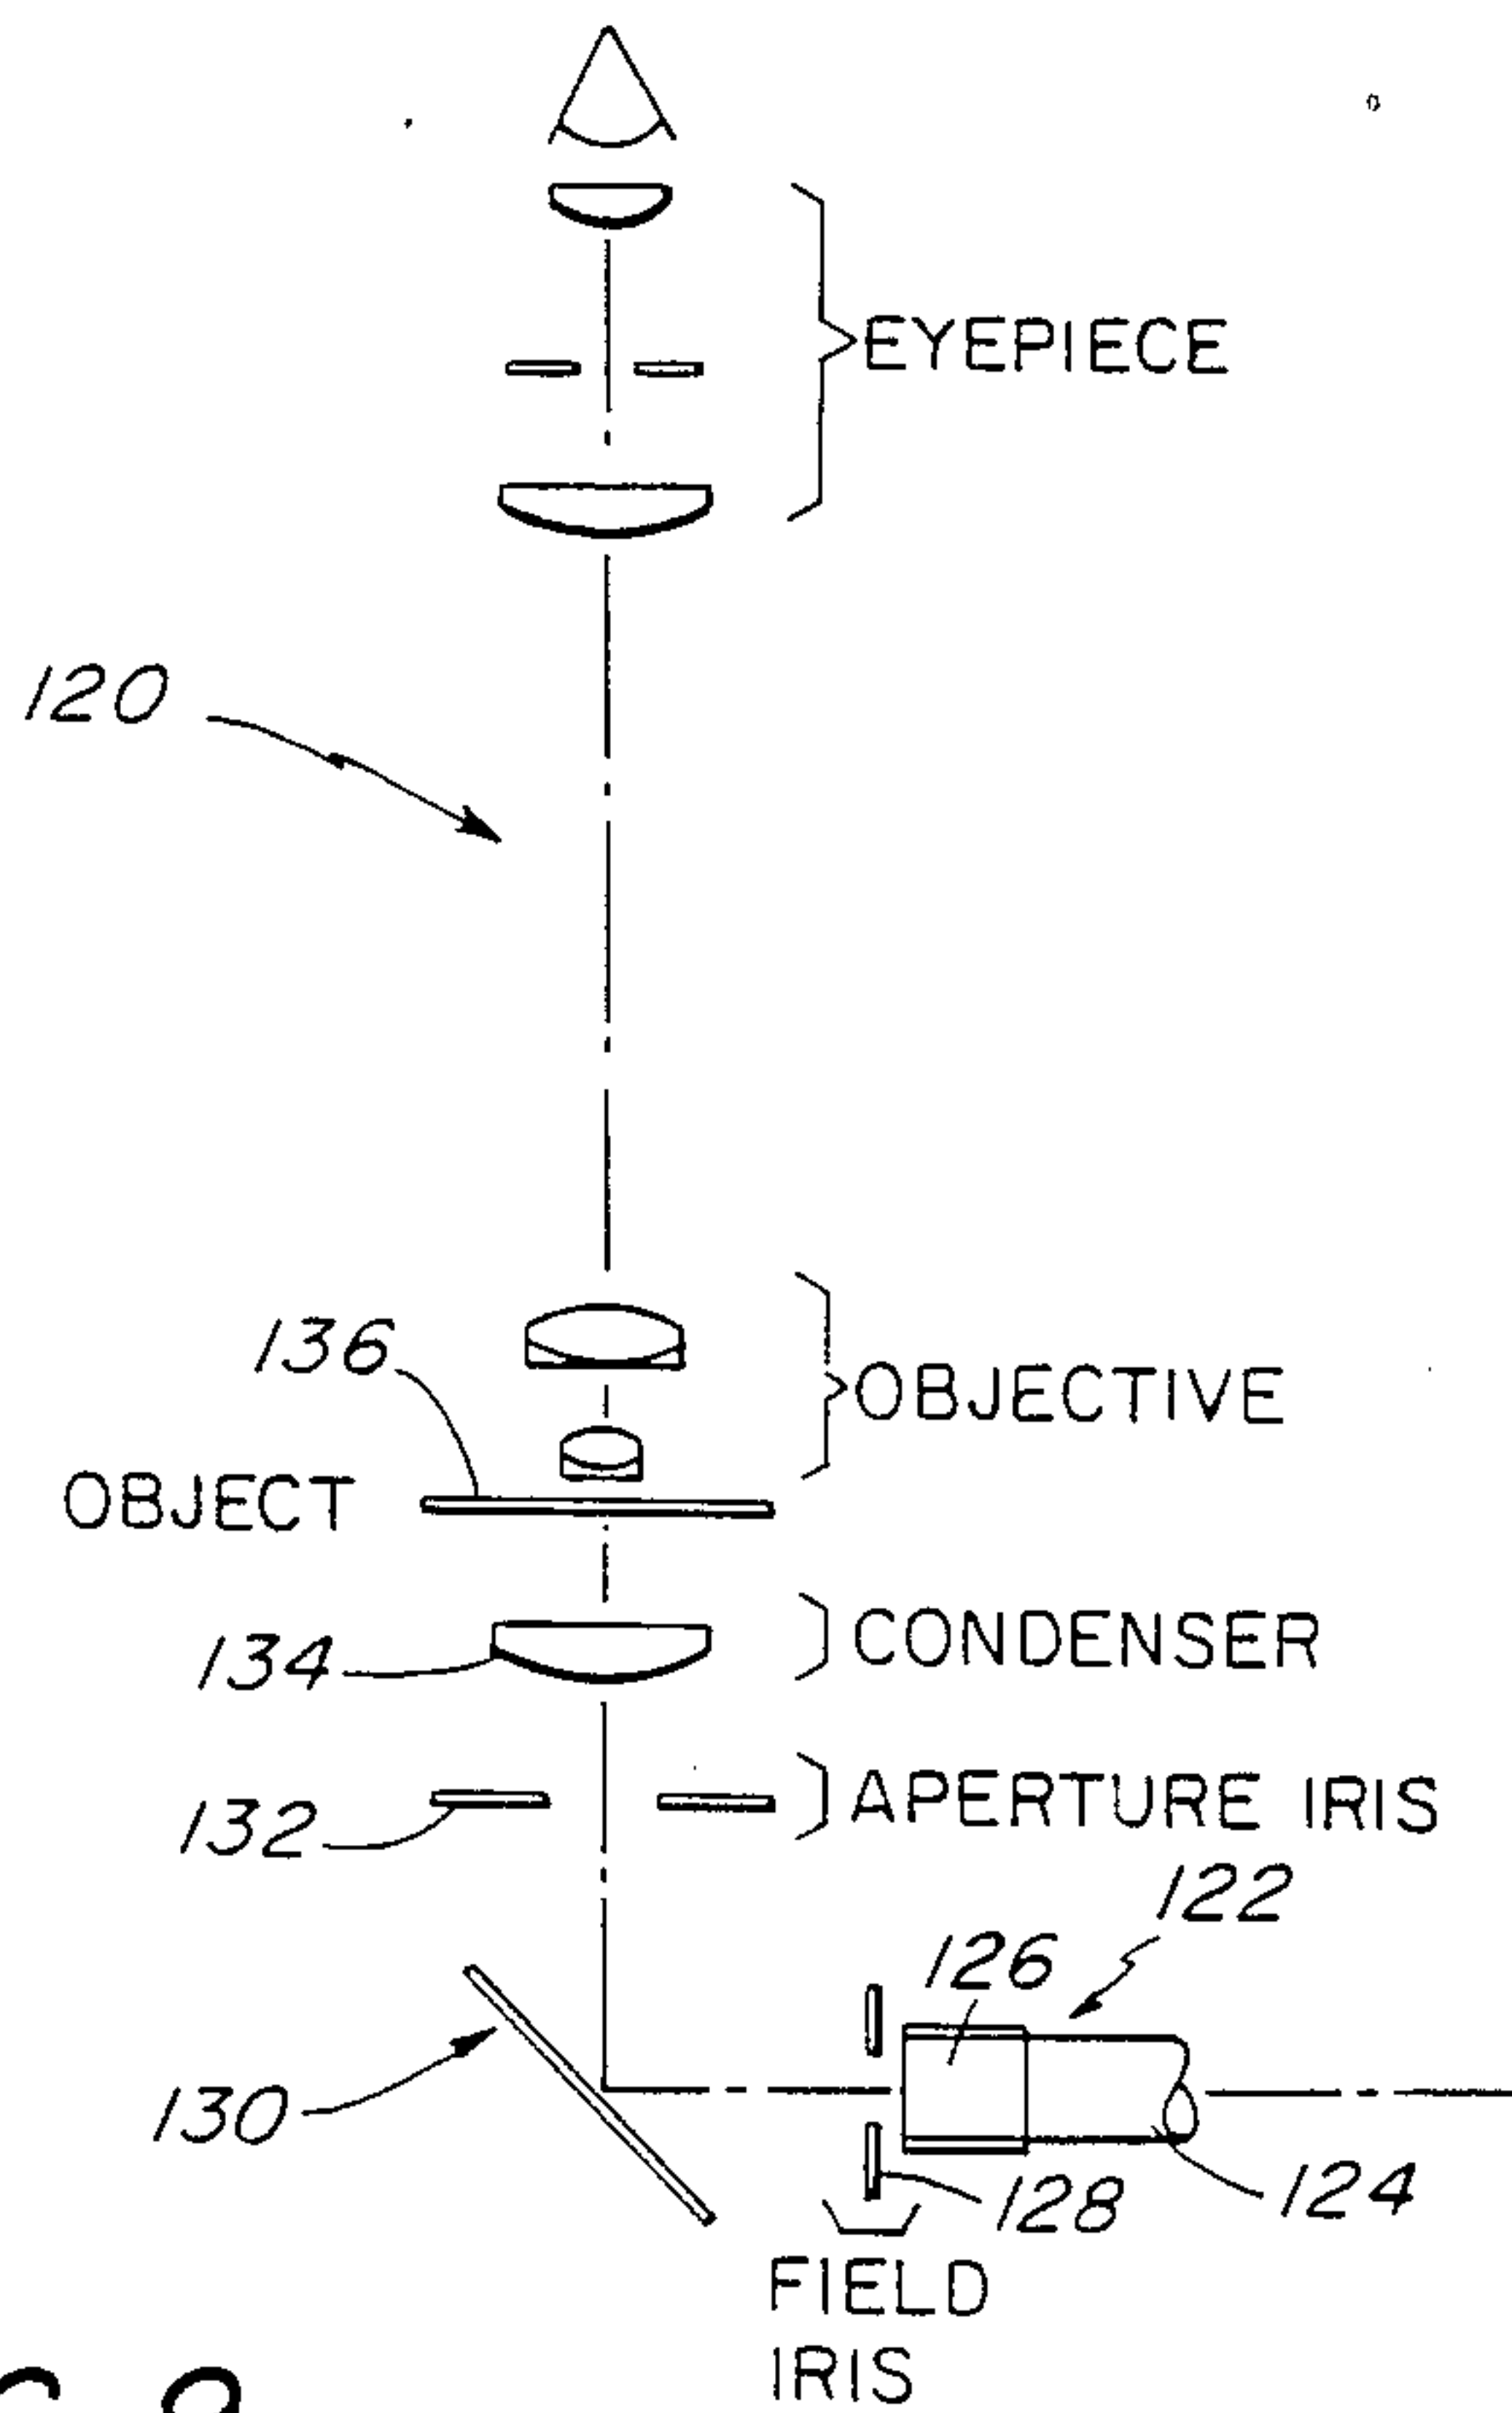 EYEPIECE
120
136
OBJECTIVE
OBJECT
134
CONDENSER
132
APERTURE IRIS
122
126
130
128
124
FIELD
IRIS